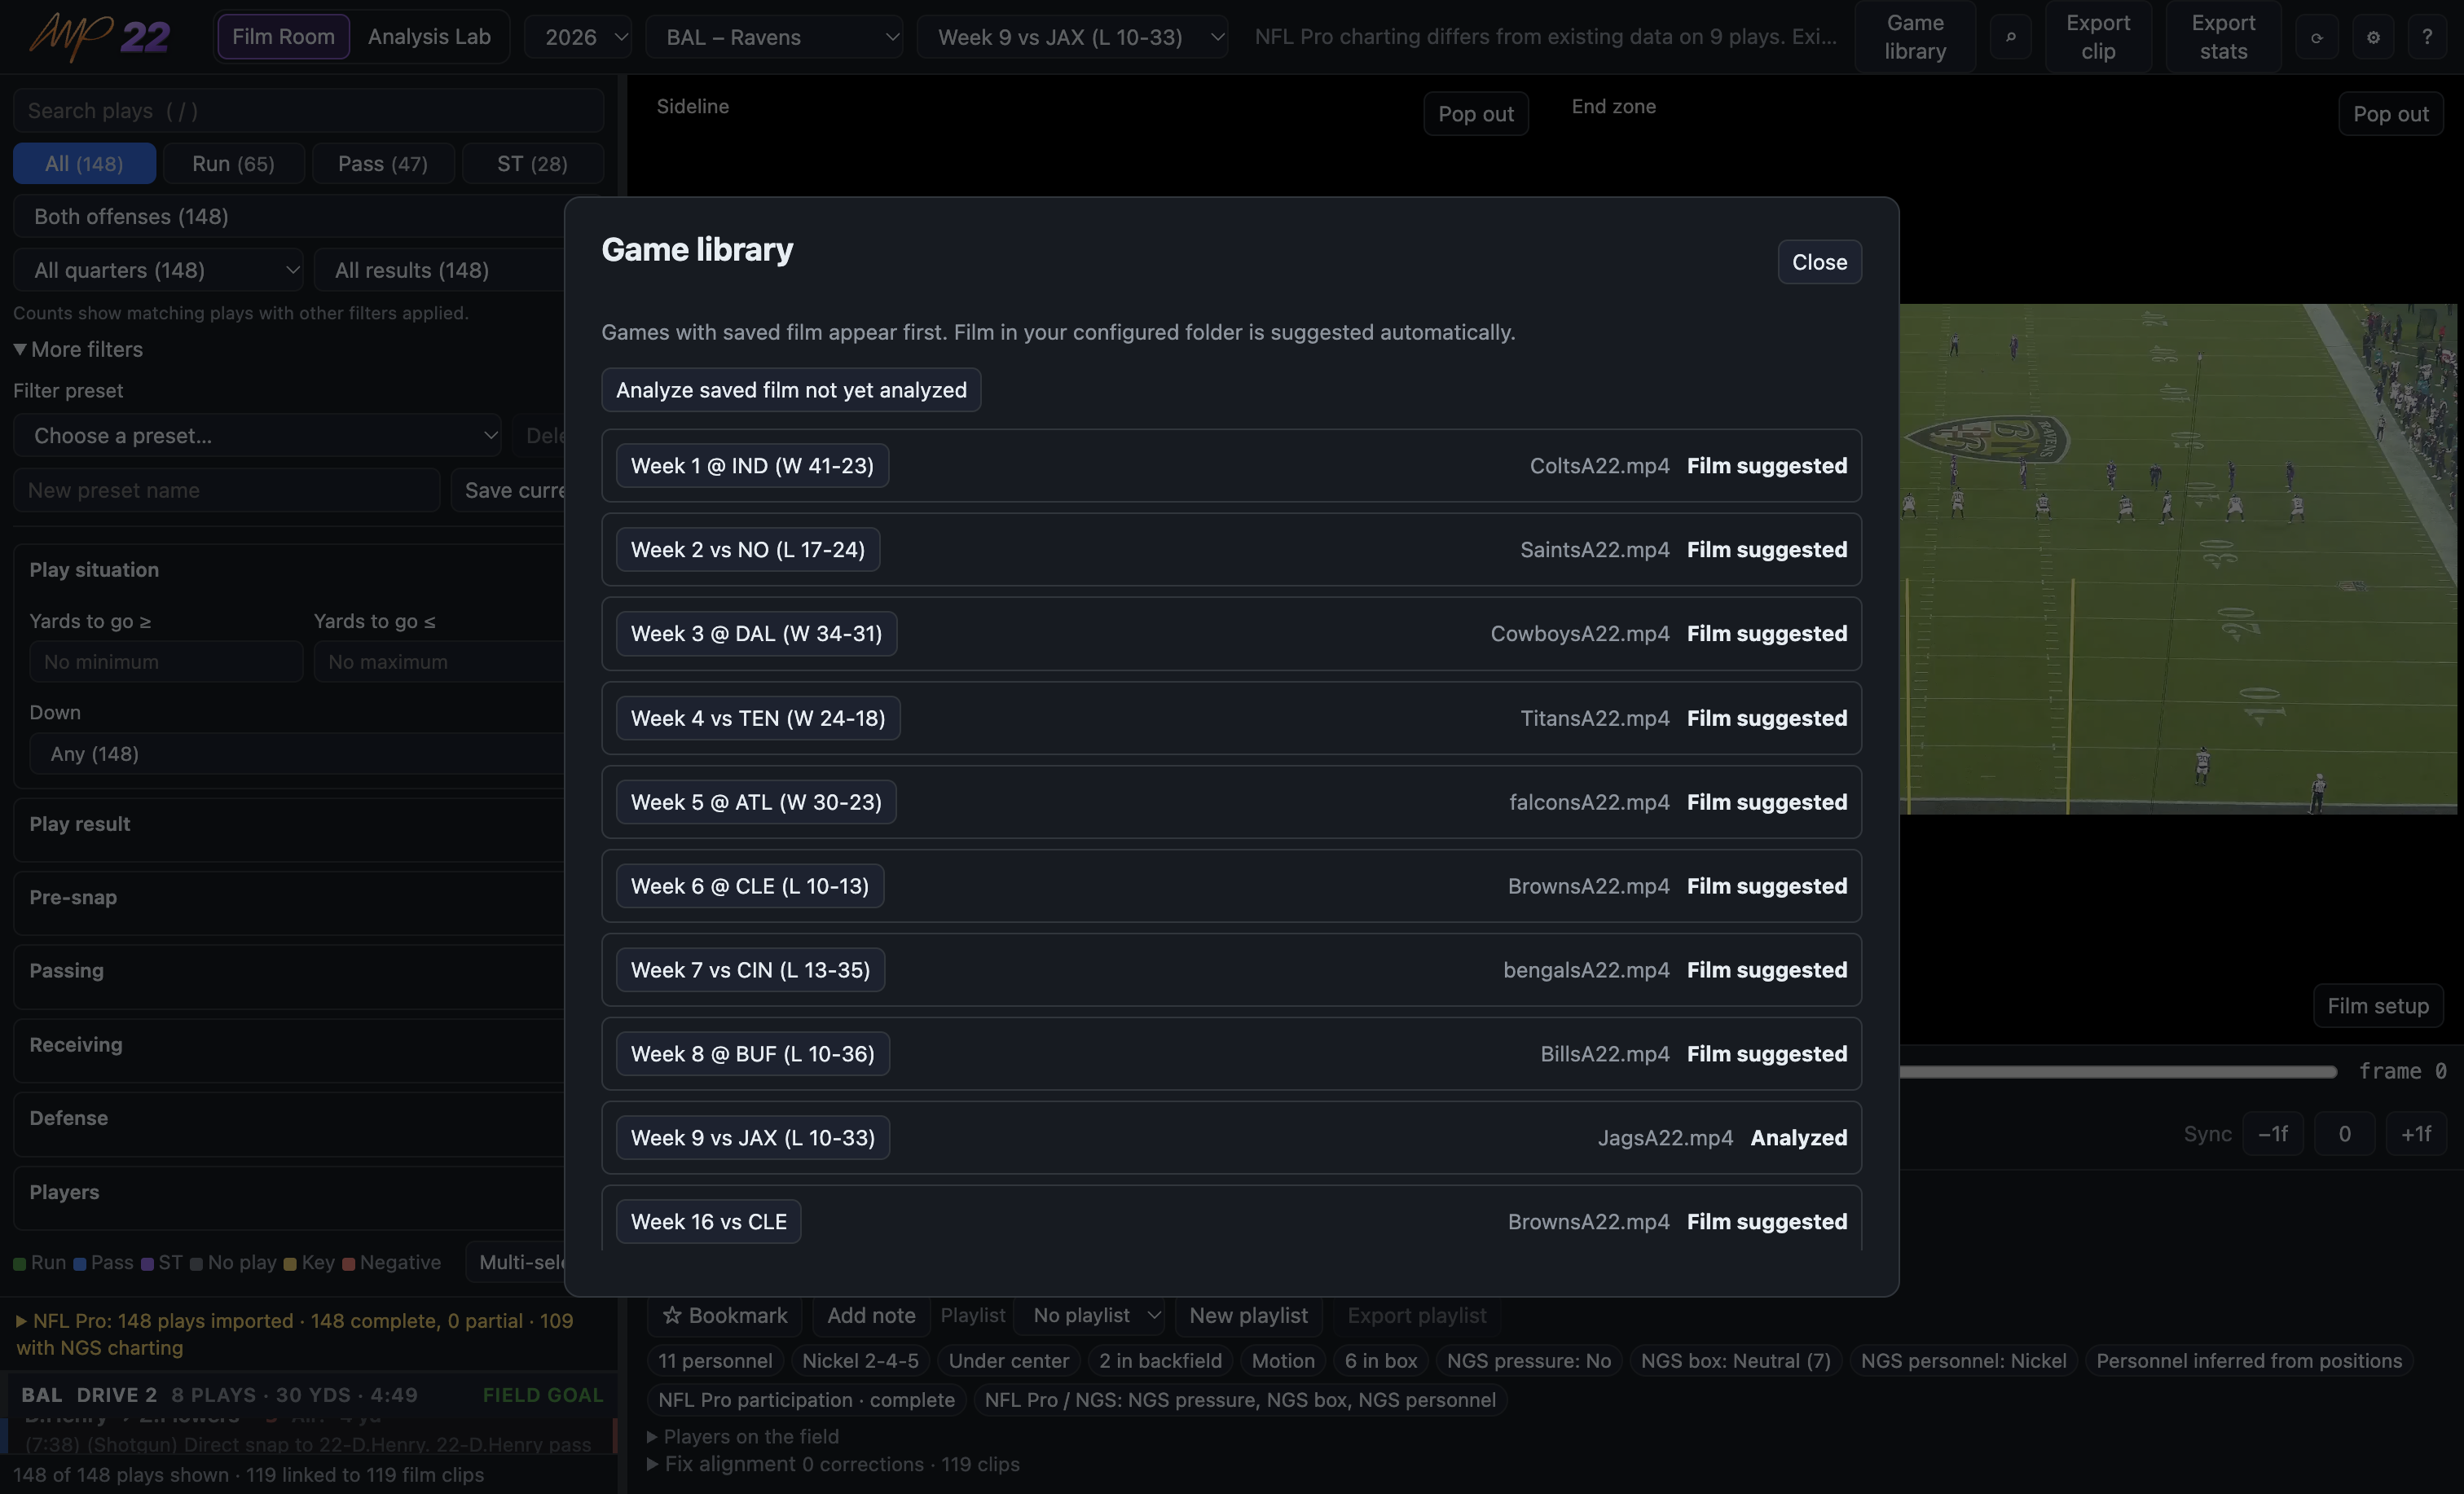 AMP 22
Film Room
Analysis Lab
2026
BAL – Ravens
Week 9 vs JAX (L 10-33)
NFL Pro charting differs from existing data on 9 plays. Exi...
Game library
Export clip
Export stats
?
Search plays ( / )
All (148)
Run (65)
Pass (47)
ST (28)
Both offenses (148)
All quarters (148)
All results (148)
Counts show matching plays with other filters applied.
More filters
Filter preset
Choose a preset...
Dele
New preset name
Save curre
Play situation
Yards to go ≥
Yards to go ≤
No minimum
No maximum
Down
Any (148)
Play result
Pre-snap
Passing
Receiving
Defense
Players
Run
Pass
ST
No play
Key
Negative
Multi-sele
NFL Pro: 148 plays imported · 148 complete, 0 partial · 109
with NGS charting
BAL DRIVE 2 8 PLAYS · 30 YDS · 4:49 FIELD GOAL
(7:38) (Shotgun) Direct snap to 22-D.Henry. 22-D.Henry pass
148 of 148 plays shown · 119 linked to 119 film clips
Sideline
Pop out
End zone
Pop out
Game library
Close
Games with saved film appear first. Film in your configured folder is suggested automatically.
Analyze saved film not yet analyzed
Week 1 @ IND (W 41-23) ColtsA22.mp4 Film suggested
Week 2 vs NO (L 17-24) SaintsA22.mp4 Film suggested
Week 3 @ DAL (W 34-31) CowboysA22.mp4 Film suggested
Week 4 vs TEN (W 24-18) TitansA22.mp4 Film suggested
Week 5 @ ATL (W 30-23) falconsA22.mp4 Film suggested
Week 6 @ CLE (L 10-13) BrownsA22.mp4 Film suggested
Week 7 vs CIN (L 13-35) bengalsA22.mp4 Film suggested
Week 8 @ BUF (L 10-36) BillsA22.mp4 Film suggested
Week 9 vs JAX (L 10-33) JagsA22.mp4 Analyzed
Week 16 vs CLE BrownsA22.mp4 Film suggested
RAVENS
Film setup
frame 0
Sync
−1f
0
+1f
Bookmark
Add note
Playlist
No playlist
New playlist
Export playlist
11 personnel
Nickel 2-4-5
Under center
2 in backfield
Motion
6 in box
NGS pressure: No
NGS box: Neutral (7)
NGS personnel: Nickel
Personnel inferred from positions
NFL Pro participation · complete
NFL Pro / NGS: NGS pressure, NGS box, NGS personnel
Players on the field
Fix alignment 0 corrections · 119 clips